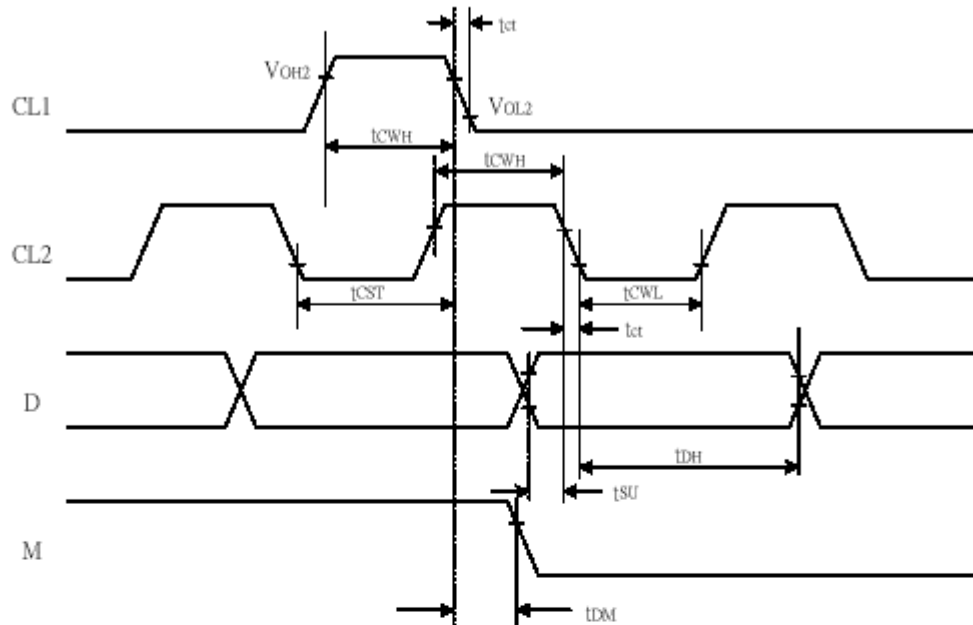 tct
VOH2
CL1
VOL2
tCWH
tCWH
CL2
tCST
tCWL
tct
D
tDH
tSU
M
tDM